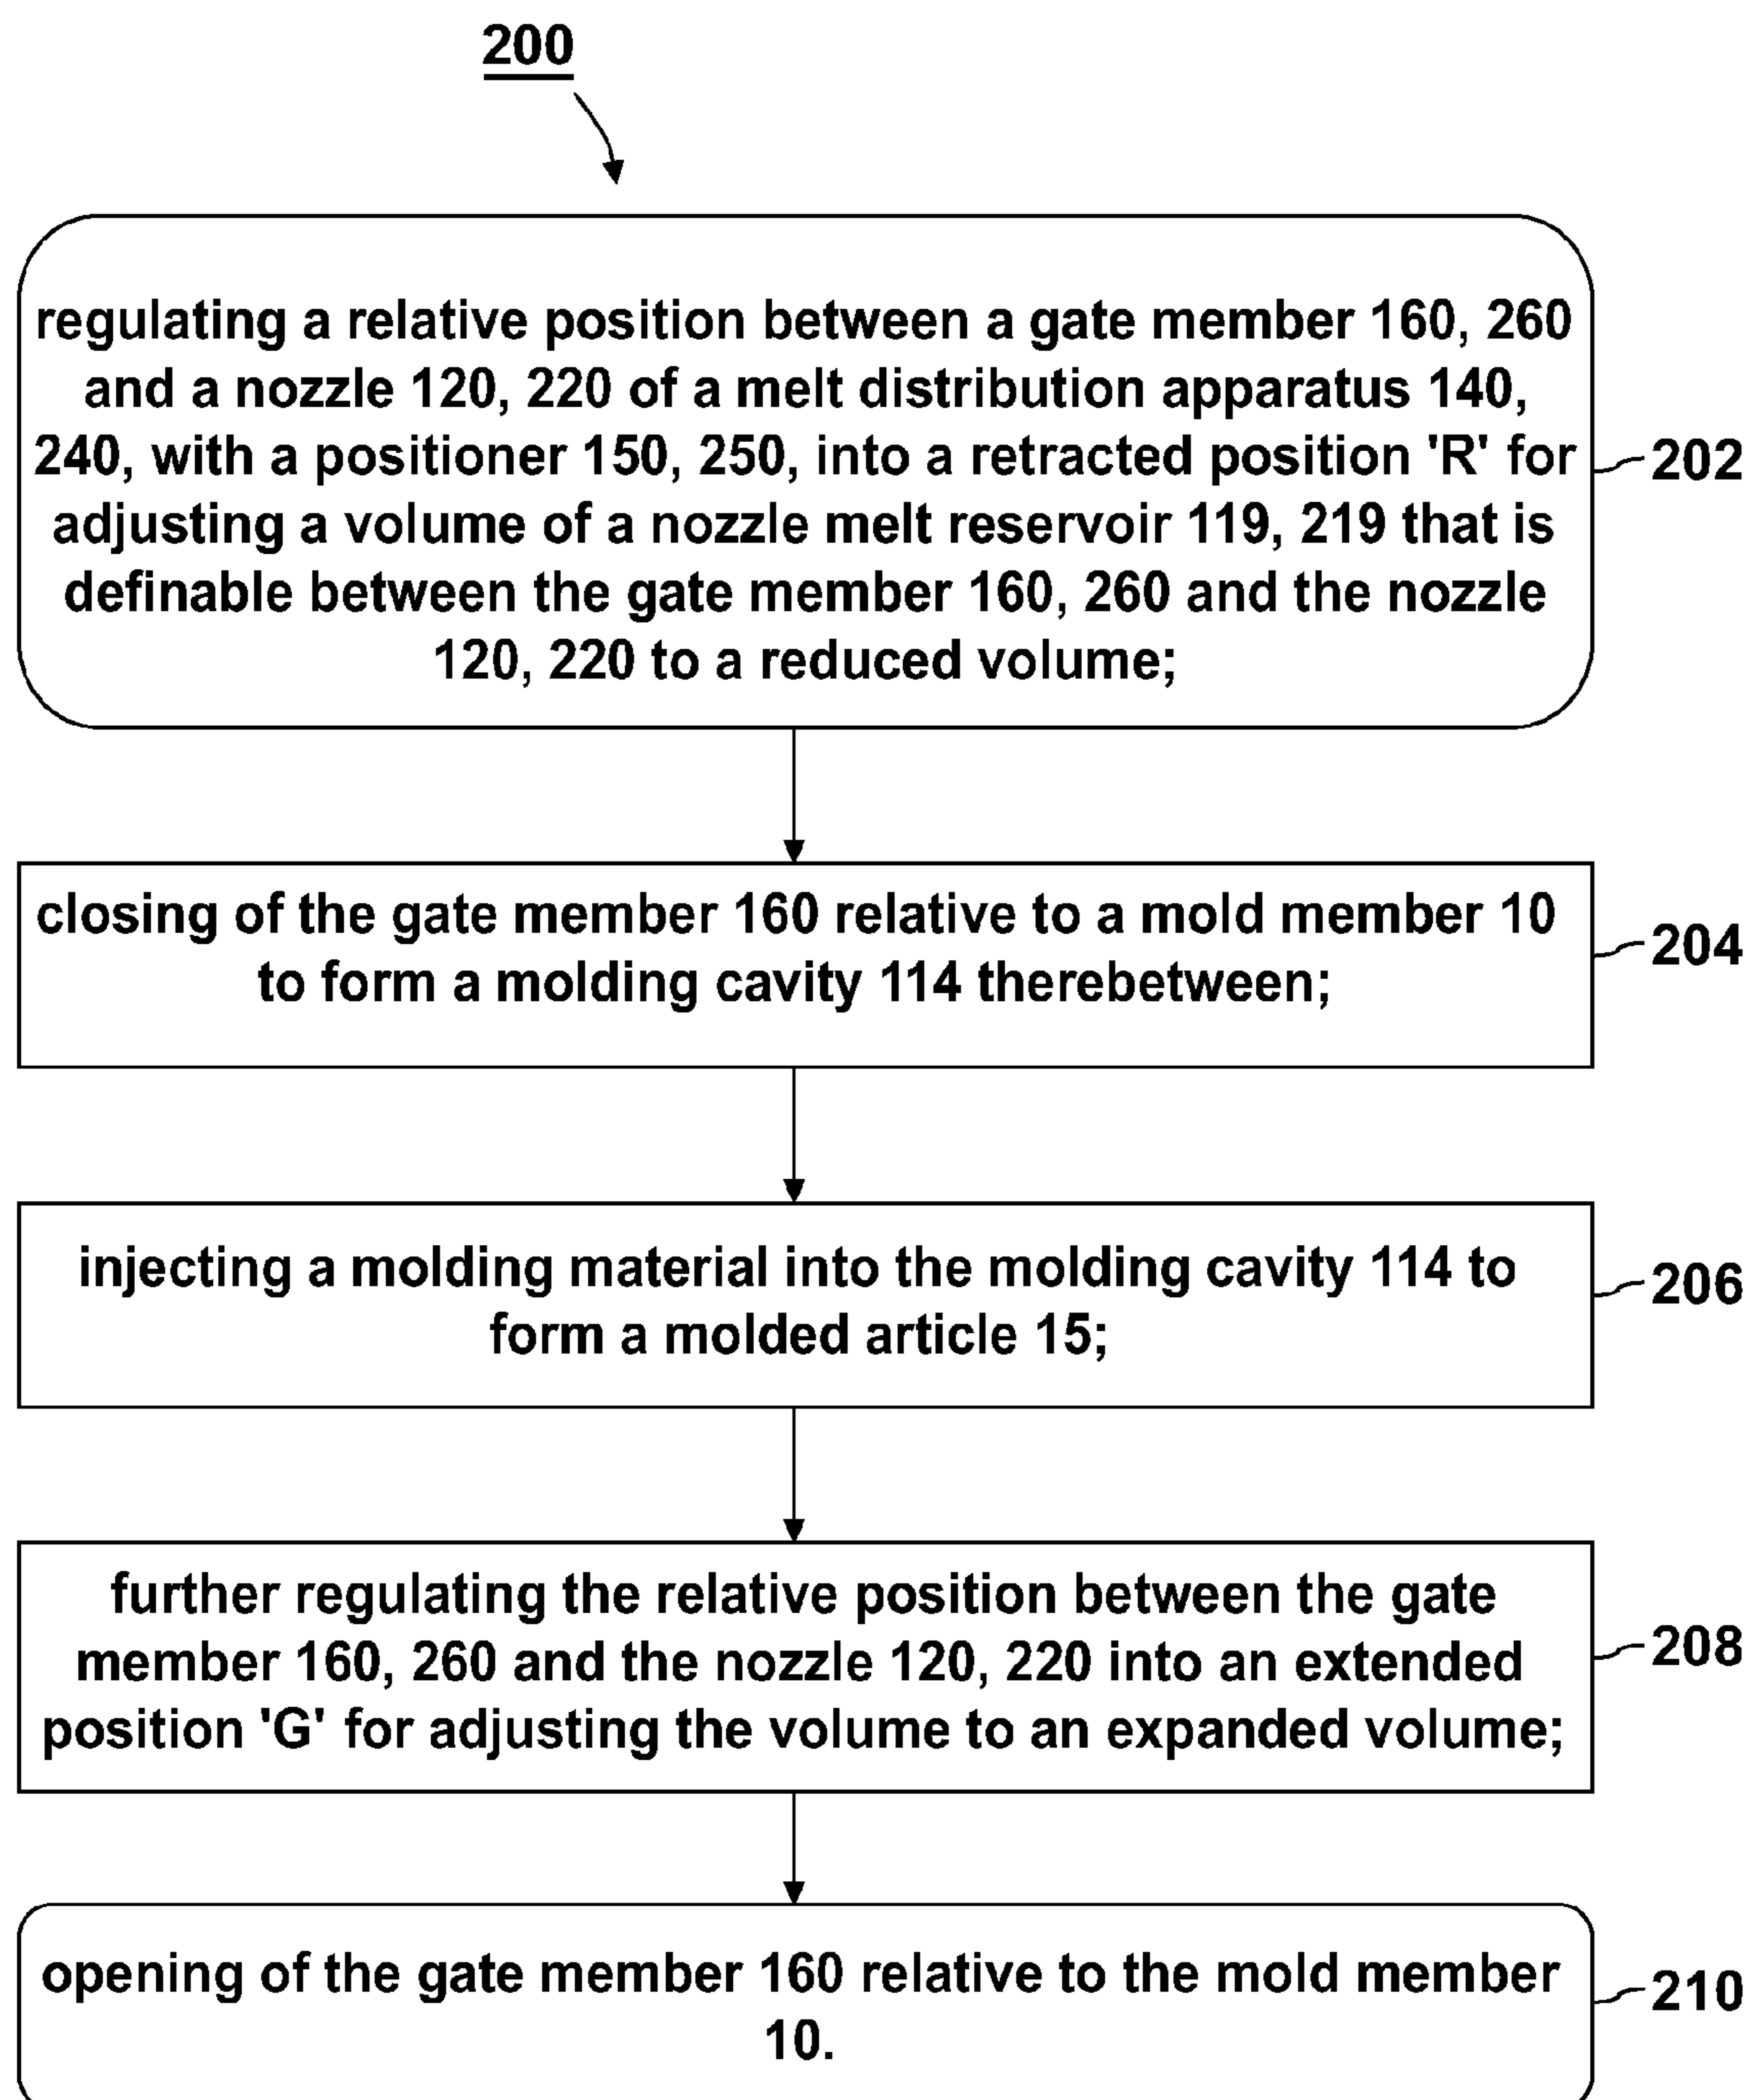 200
regulating a relative position between a gate member 160, 260
and a nozzle 120, 220 of a melt distribution apparatus 140,
240, with a positioner 150, 250, into a retracted position 'R' for
adjusting a volume of a nozzle melt reservoir 119, 219 that is
definable between the gate member 160, 260 and the nozzle
120, 220 to a reduced volume;
202
closing of the gate member 160 relative to a mold member 10
to form a molding cavity 114 therebetween;
204
injecting a molding material into the molding cavity 114 to
form a molded article 15;
206
further regulating the relative position between the gate
member 160, 260 and the nozzle 120, 220 into an extended
position 'G' for adjusting the volume to an expanded volume;
208
opening of the gate member 160 relative to the mold member
10.
210